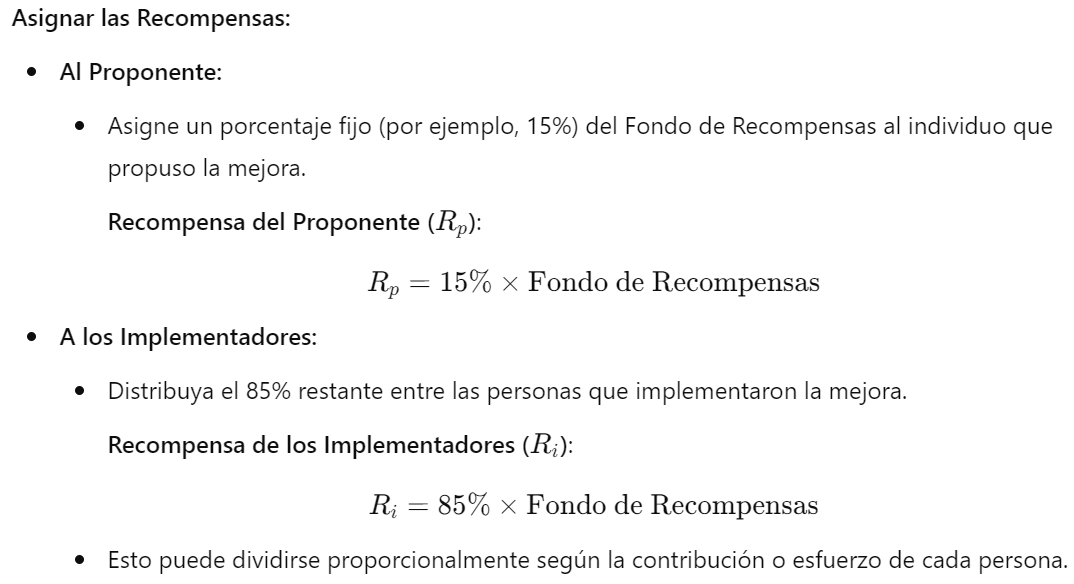 Asignar las Recompensas:
• Al Proponente:
• Asigne un porcentaje fijo (por ejemplo, 15%) del Fondo de Recompensas al individuo que
propuso la mejora.
Recompensa del Proponente (Rₚ):
Rₚ = 15% × Fondo de Recompensas
• A los Implementadores:
• Distribuya el 85% restante entre las personas que implementaron la mejora.
Recompensa de los Implementadores (Rᵢ):
Rᵢ = 85% × Fondo de Recompensas
• Esto puede dividirse proporcionalmente según la contribución o esfuerzo de cada persona.